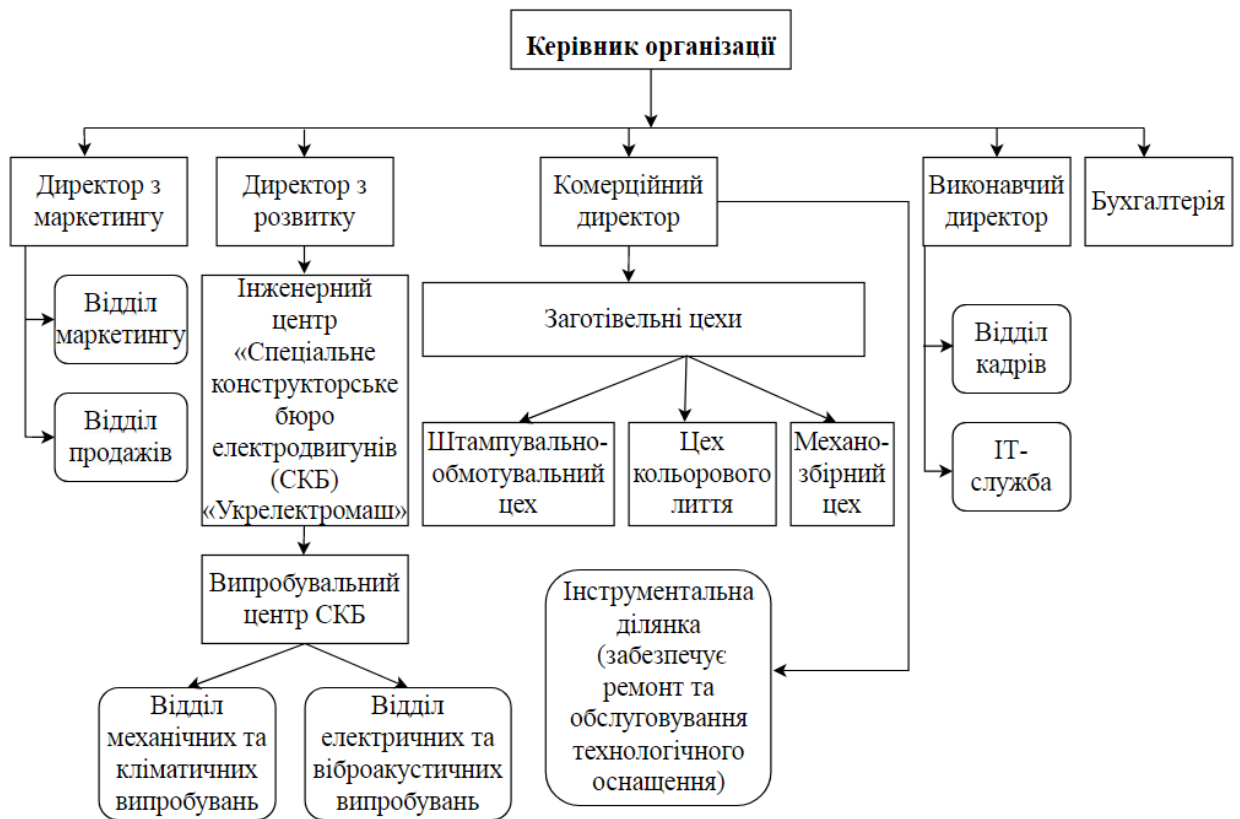 Керівник організації
Директор з
маркетингу
Директор з
розвитку
Комерційний
директор
Виконавчий
директор
Бухгалтерія
Відділ
маркетингу
Відділ
продажів
Інженерний
центр
«Спеціальне
конструкторське
бюро
електродвигунів
(СКБ)
«Укрелектромаш»
Заготівельні цехи
Штампувально-
обмотувальний
цех
Цех
кольорового
лиття
Механо-
збірний
цех
Відділ
кадрів
ІТ-
служба
Випробувальний
центр СКБ
Відділ
механічних та
кліматичних
випробувань
Відділ
електричних та
віброакустичних
випробувань
Інструментальна
ділянка
(забезпечує
ремонт та
обслуговування
технологічного
оснащення)